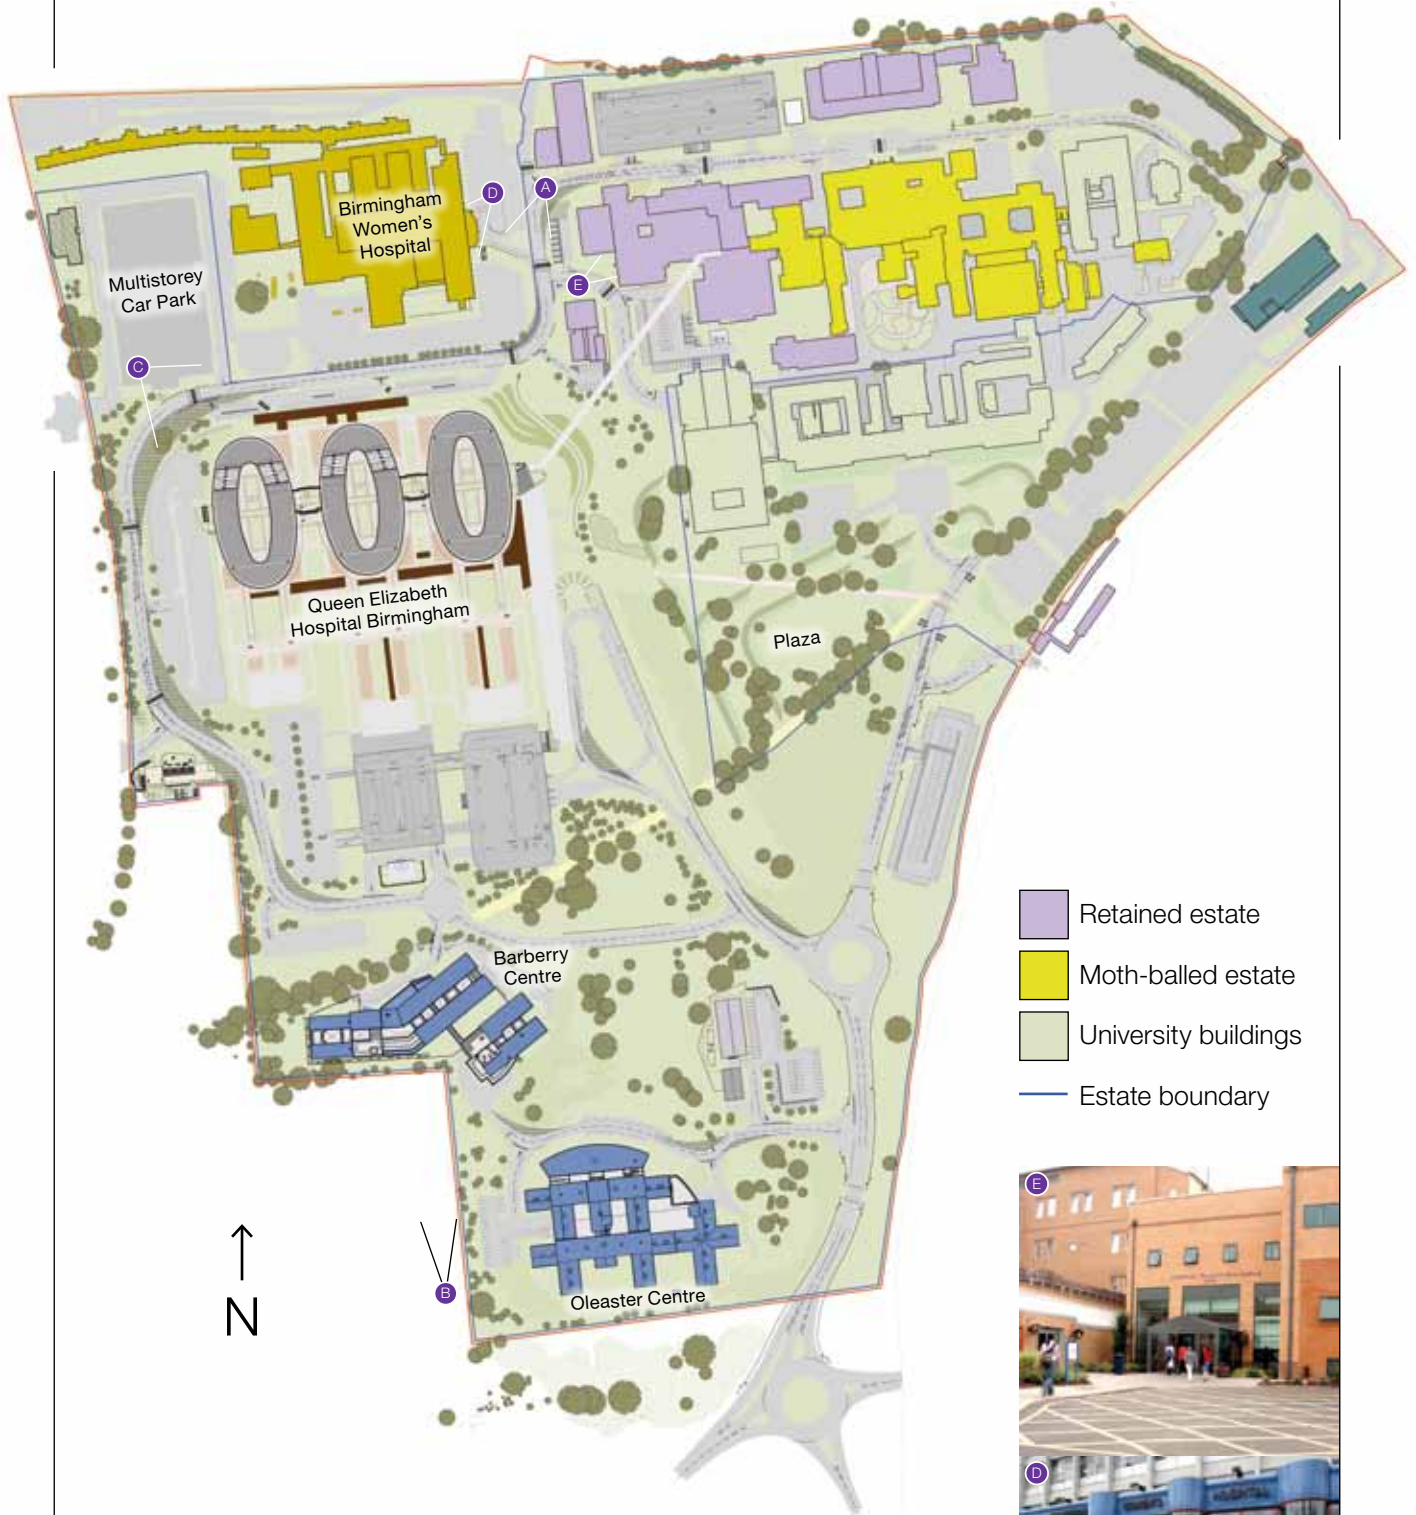 D
A
Birmingham
Women's
Hospital
E
Multistorey
Car Park
C
Queen Elizabeth
Hospital Birmingham
Plaza
Retained estate
Moth-balled estate
University buildings
Estate boundary
Barberry
Centre
Oleaster Centre
B
N
E
D
HOSPITAL